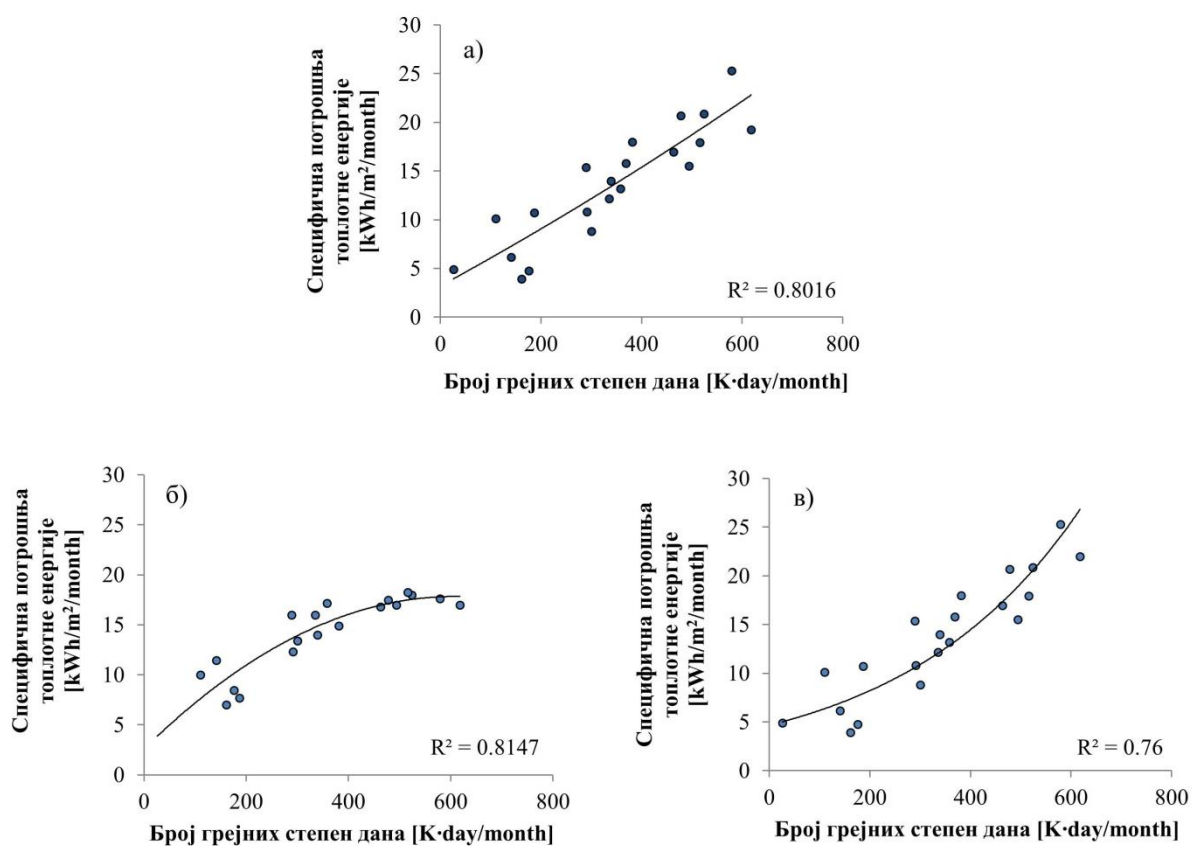 а)
Специфична потрошња
топлотне енергије
[kWh/m²/month]
30
25
20
15
10
5
0
R² = 0.8016
0 200 400 600 800
Број грејних степен дана [K·day/month]
б)
Специфична потрошња
топлотне енергије
[kWh/m²/month]
30
25
20
15
10
5
0
R² = 0.8147
0 200 400 600 800
Број грејних степен дана [K·day/month]
в)
Специфична потрошња
топлотне енергије
[kWh/m²/month]
30
25
20
15
10
5
0
R² = 0.76
0 200 400 600 800
Број грејних степен дана [K·day/month]